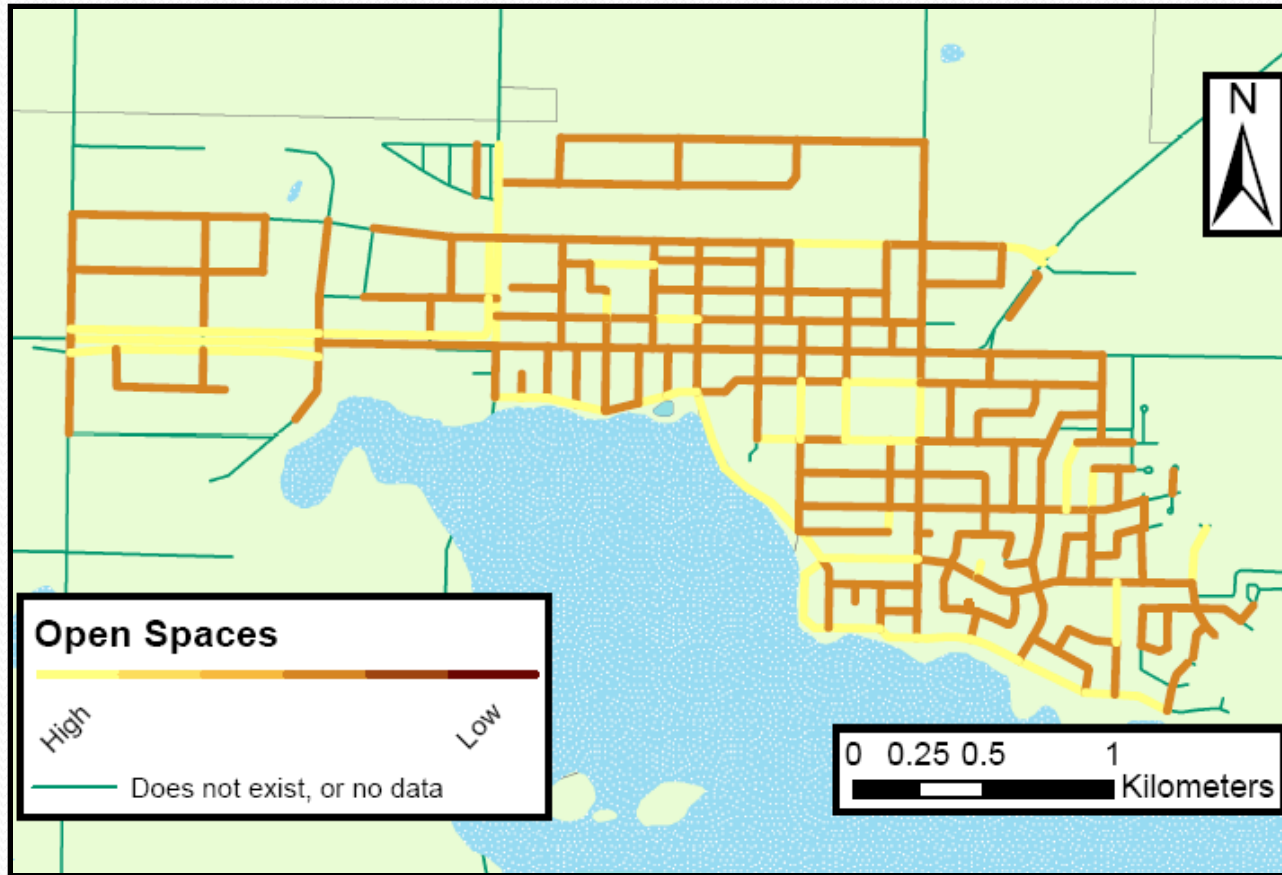 N
Open Spaces
High
Low
Does not exist, or no data
0 0.25 0.5 1
Kilometers